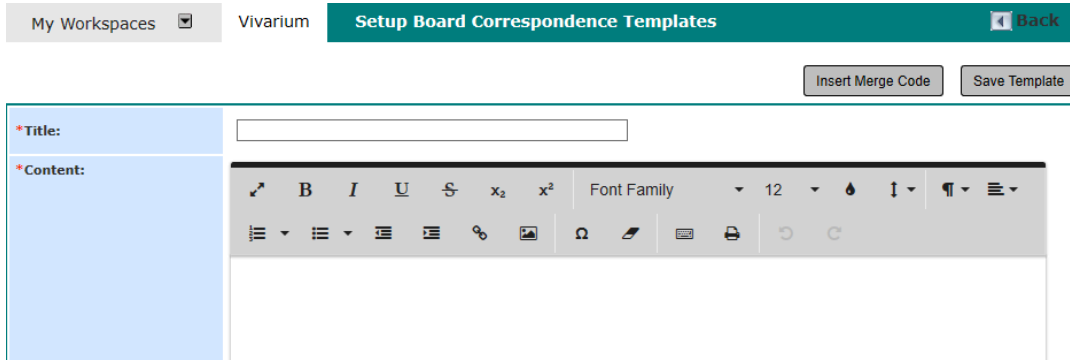 My Workspaces Vivarium Setup Board Correspondence Templates Back
Insert Merge Code Save Template
*Title:
*Content:
B I U S x₂ x² Font Family 12 ¶
Ω